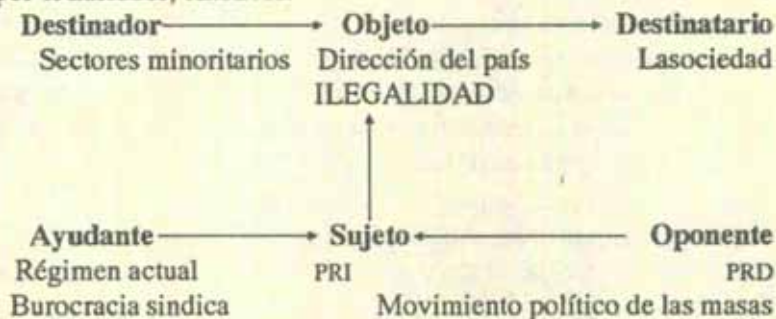 Destinador Objeto Destinatario
Sectores minoritarios Dirección del país Lasociedad
ILEGALIDAD
Ayudante Sujeto Oponente
Régimen actual PRI PRD
Burocracia sindica Movimiento político de las masas